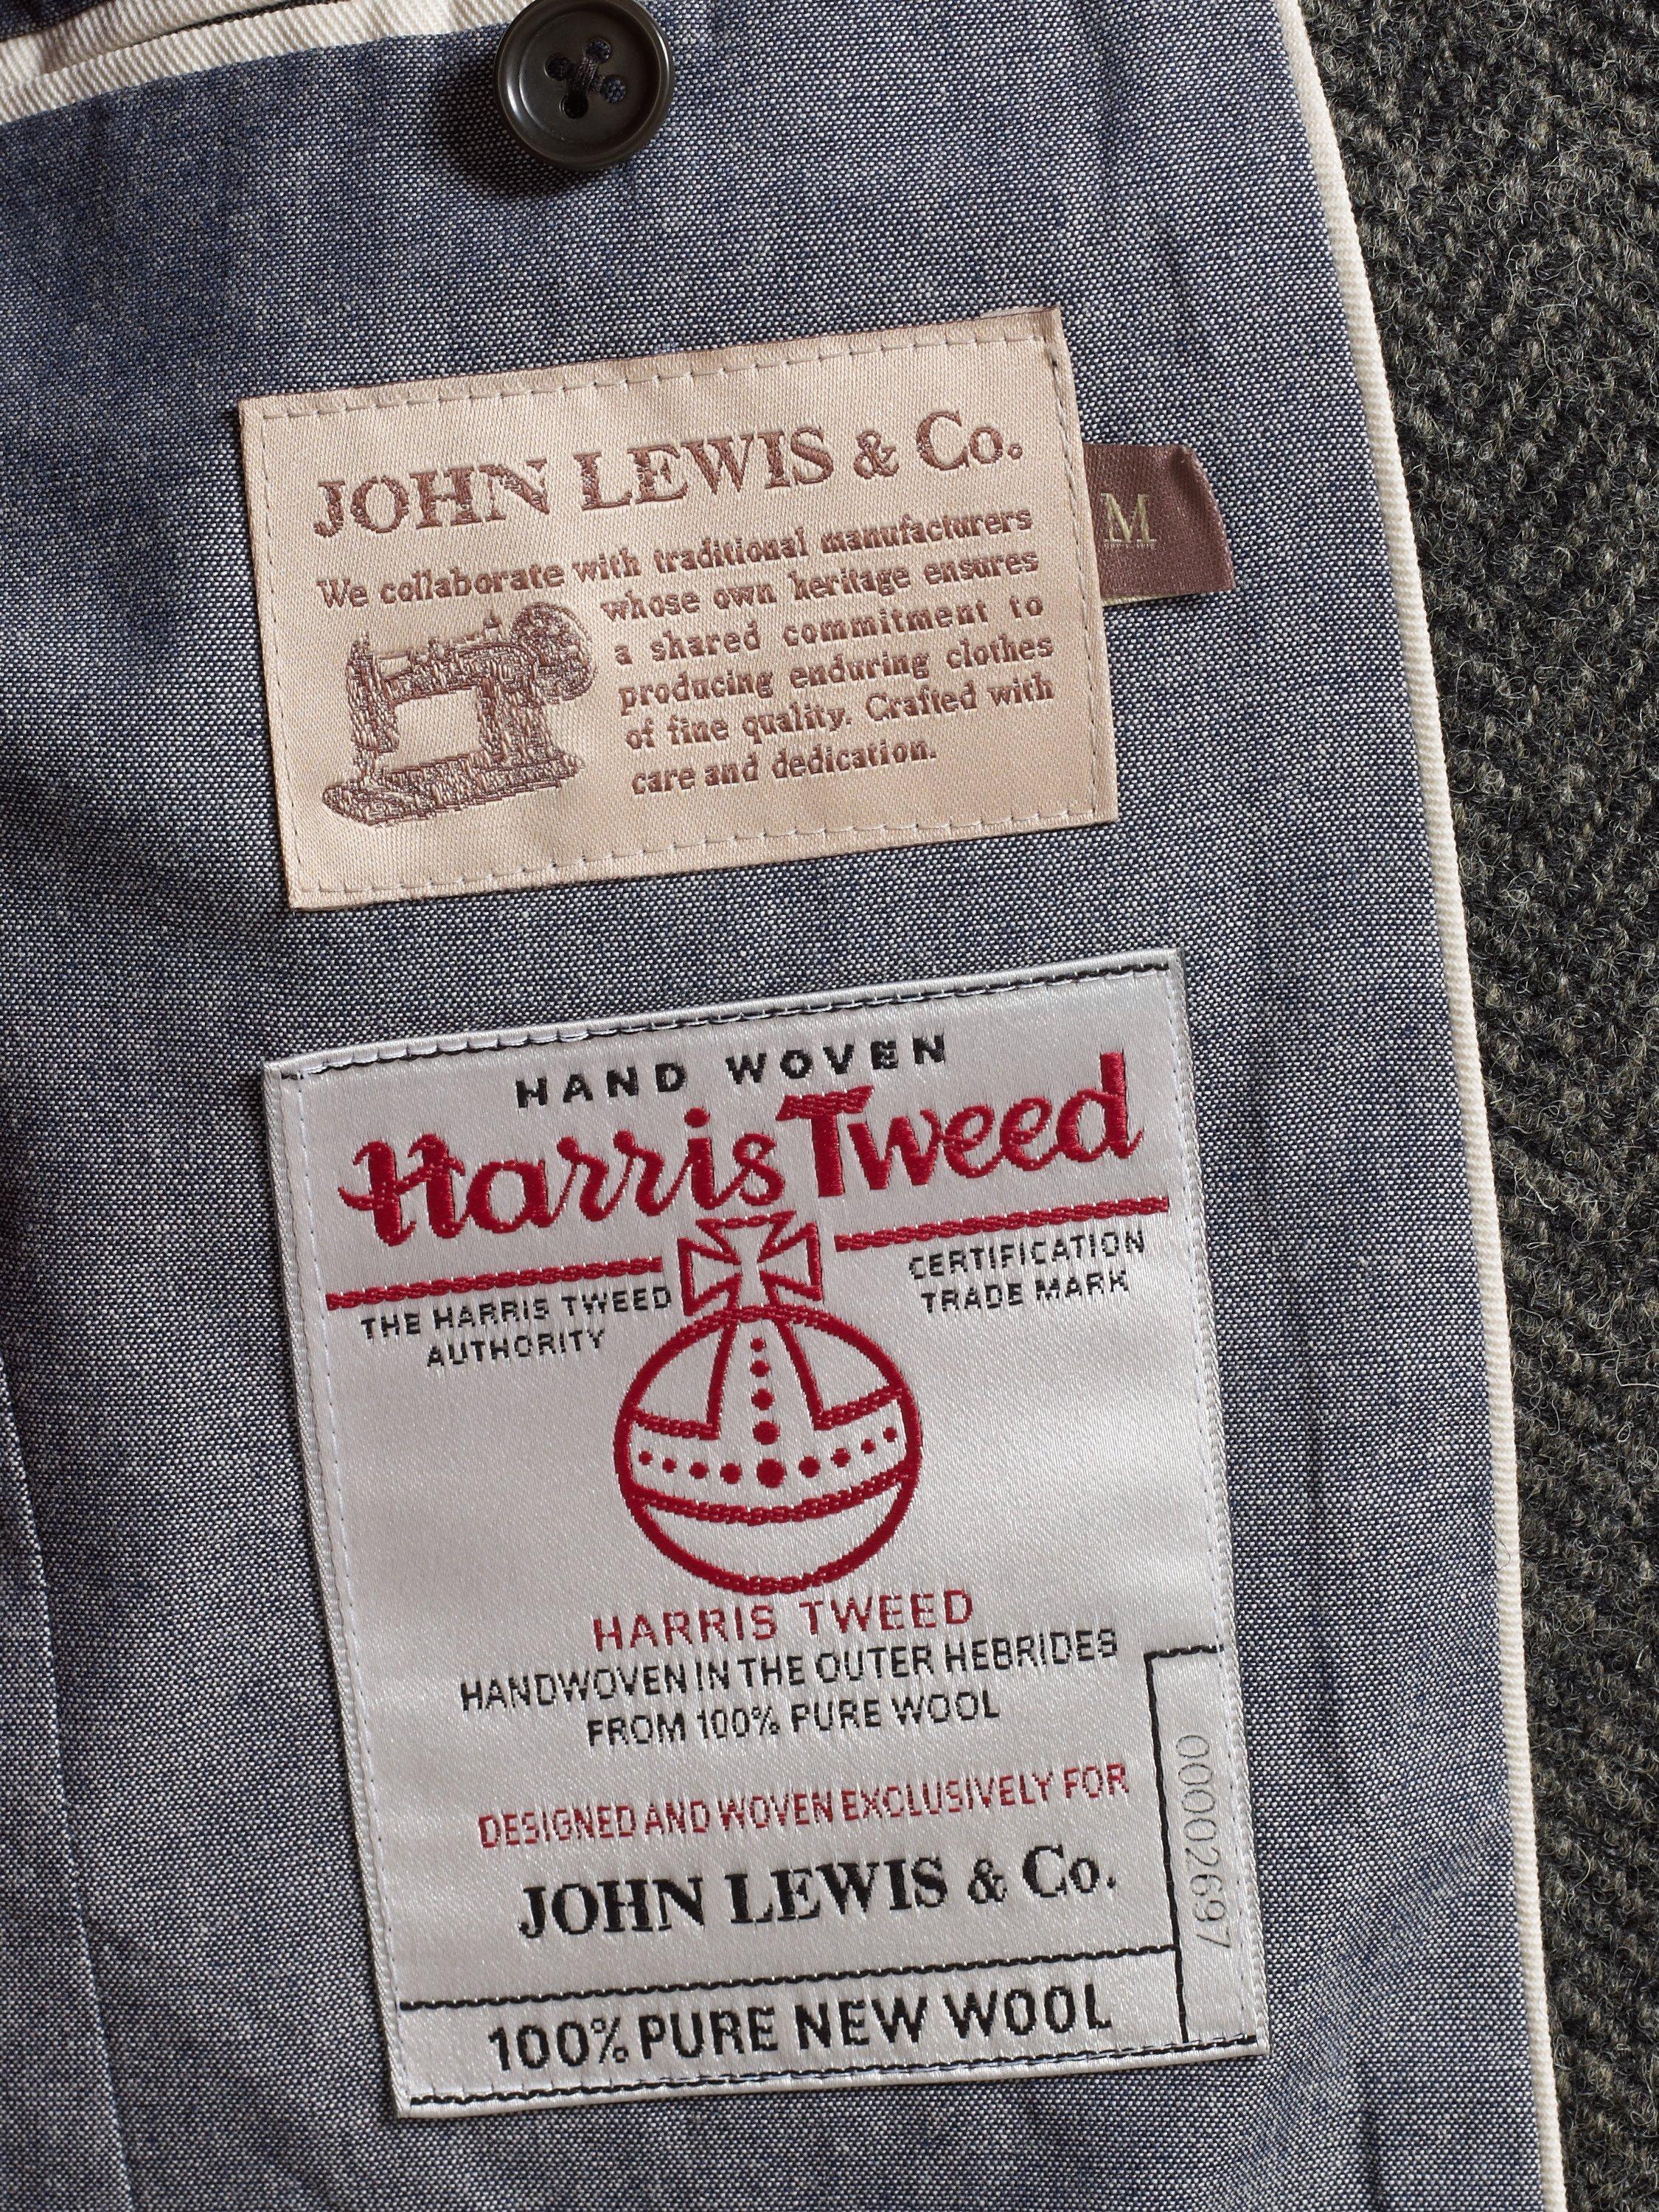 JOHN LEWIS & Co.
We collaborate with traditional manufacturers
whose own heritage ensures
a shared commitment to
producing enduring clothes
of fine quality. Crafted with
care and dedication.
M
HAND WOVEN
Harris Tweed
THE HARRIS TWEED
AUTHORITY
CERTIFICATION
TRADE MARK
HARRIS TWEED
HANDWOVEN IN THE OUTER HEBRIDES
FROM 100% PURE WOOL
DESIGNED AND WOVEN EXCLUSIVELY FOR
JOHN LEWIS & Co.
100% PURE NEW WOOL
0002697